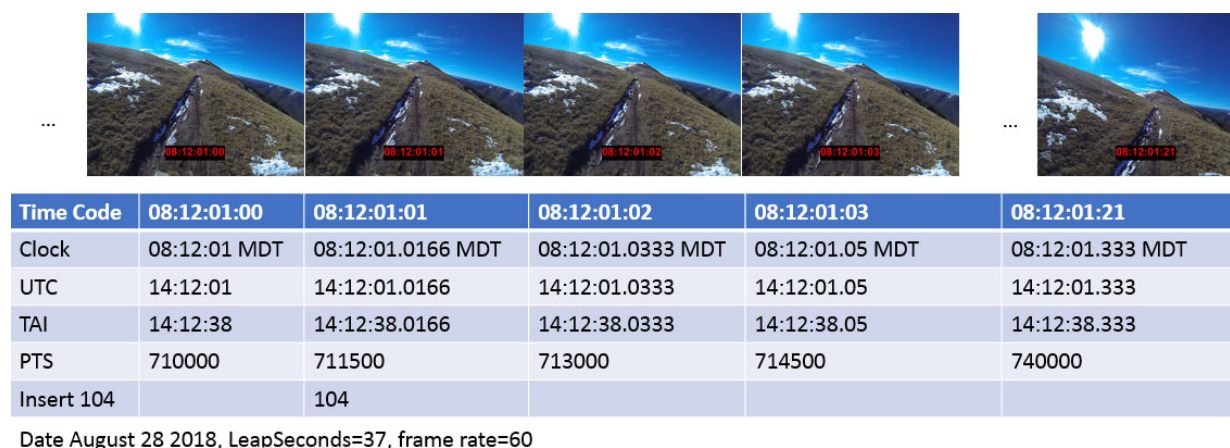 ... ...
08:12:01:00 08:12:01:01 08:12:01:02 08:12:01:03 08:12:01:21
Time Code 08:12:01:00 08:12:01:01 08:12:01:02 08:12:01:03 08:12:01:21
Clock 08:12:01 MDT 08:12:01.0166 MDT 08:12:01.0333 MDT 08:12:01.05 MDT 08:12:01.333 MDT
UTC 14:12:01 14:12:01.0166 14:12:01.0333 14:12:01.05 14:12:01.333
TAI 14:12:38 14:12:38.0166 14:12:38.0333 14:12:38.05 14:12:38.333
PTS 710000 711500 713000 714500 740000
Insert 104 104
Date August 28 2018, LeapSeconds=37, frame rate=60